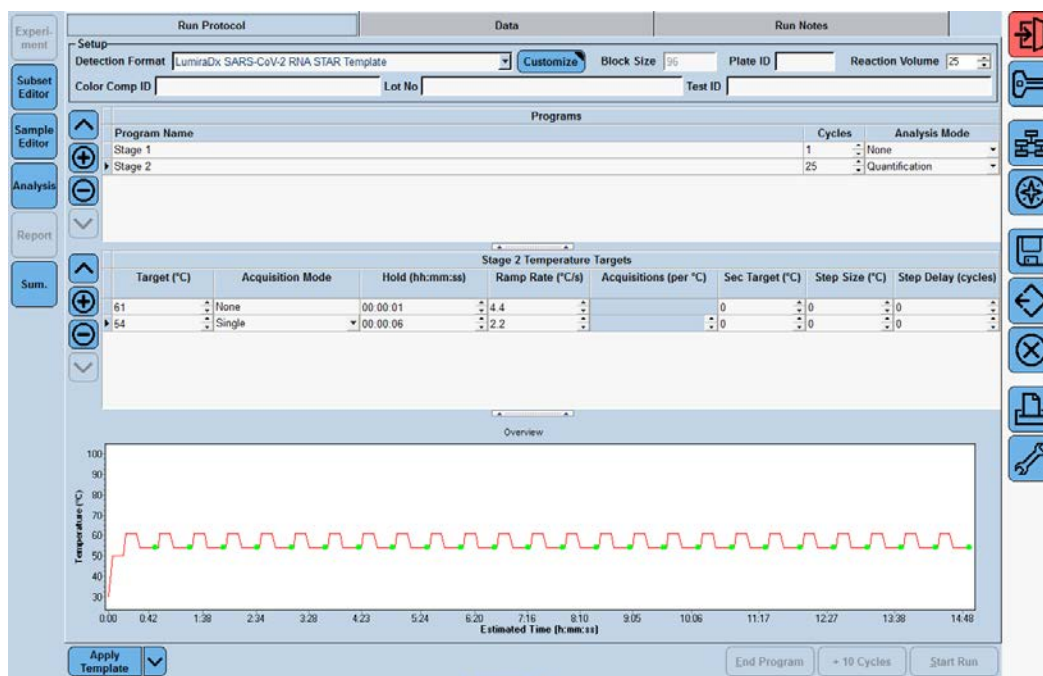 Experi-
ment
Subset
Editor
Sample
Editor
Analysis
Report
Sum.
Run Protocol Data Run Notes
Setup
Detection Format LumiraDx SARS-CoV-2 RNA STAR Template Customize Block Size 96 Plate ID Reaction Volume 25
Color Comp ID Lot No Test ID
Programs
Program Name Cycles Analysis Mode
Stage 1 1 None
Stage 2 25 Quantification
Stage 2 Temperature Targets
Target (°C) Acquisition Mode Hold (hh:mm:ss) Ramp Rate (°C/s) Acquisitions (per °C) Sec Target (°C) Step Size (°C) Step Delay (cycles)
61 None 00:00:01 4.4 0 0 0
54 Single 00:00:06 2.2 0 0 0
Overview
Temperature (°C)
100
90
80
70
60
50
40
30
0:00 0:42 1:38 2:34 3:28 4:23 5:24 6:20 7:16 8:10 9:05 10:06 11:17 12:27 13:38 14:48
Estimated Time (h:mm:ss)
Apply
Template
End Program + 10 Cycles Start Run